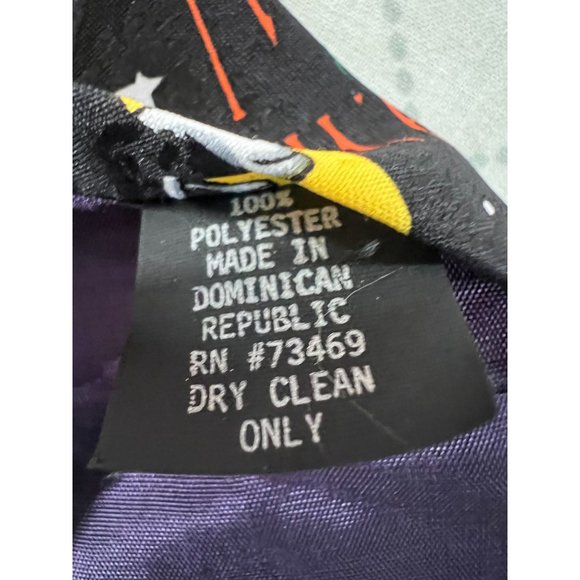 100%
POLYESTER
MADE IN
DOMINICAN
REPUBLIC
RN #73469
DRY CLEAN
ONLY